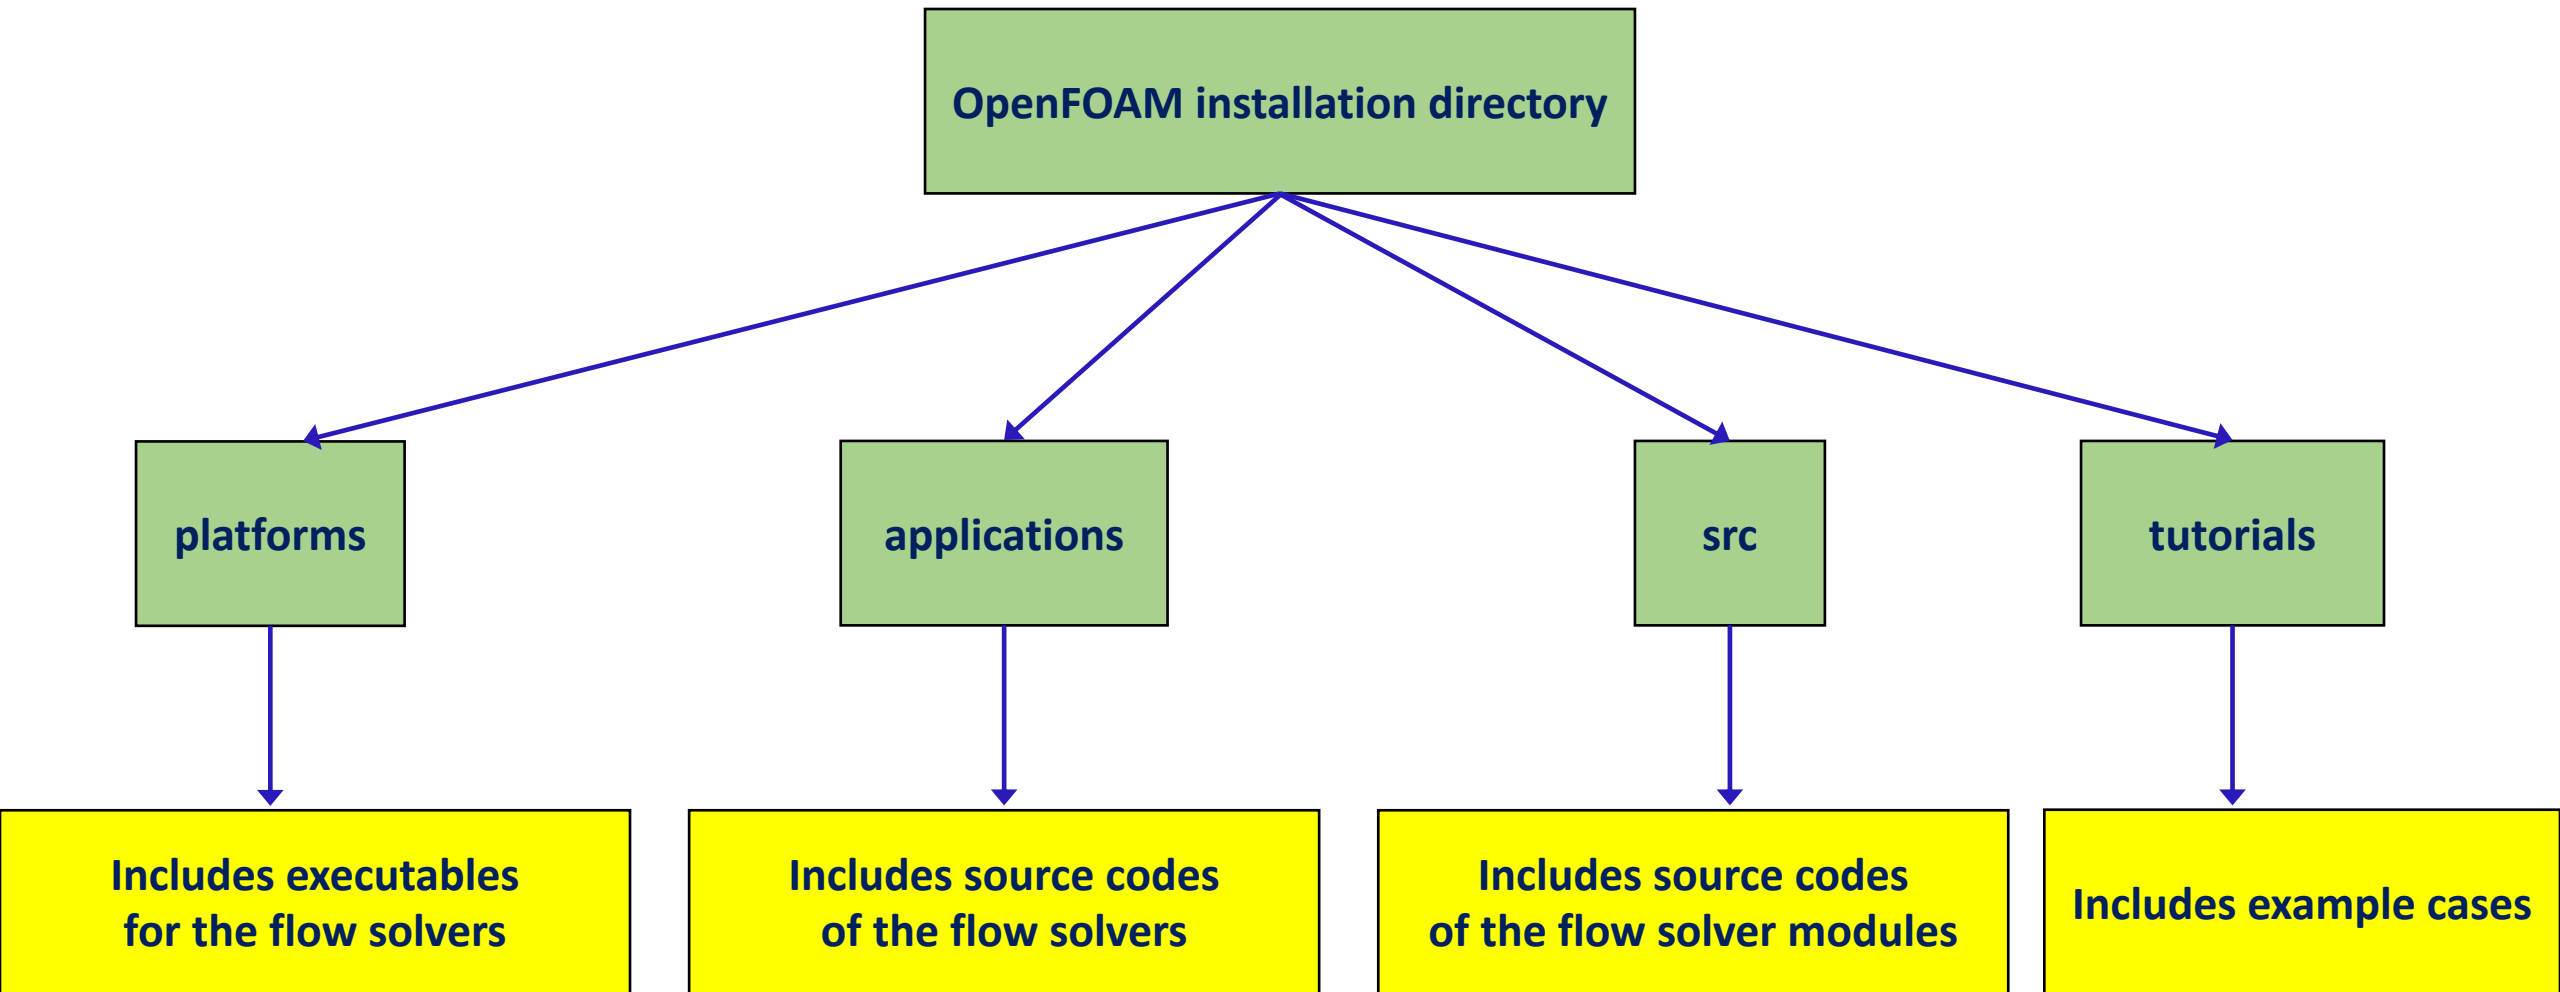 OpenFOAM installation directory
platforms
applications
src
tutorials
Includes executables
for the flow solvers
Includes source codes
of the flow solvers
Includes source codes
of the flow solver modules
Includes example cases